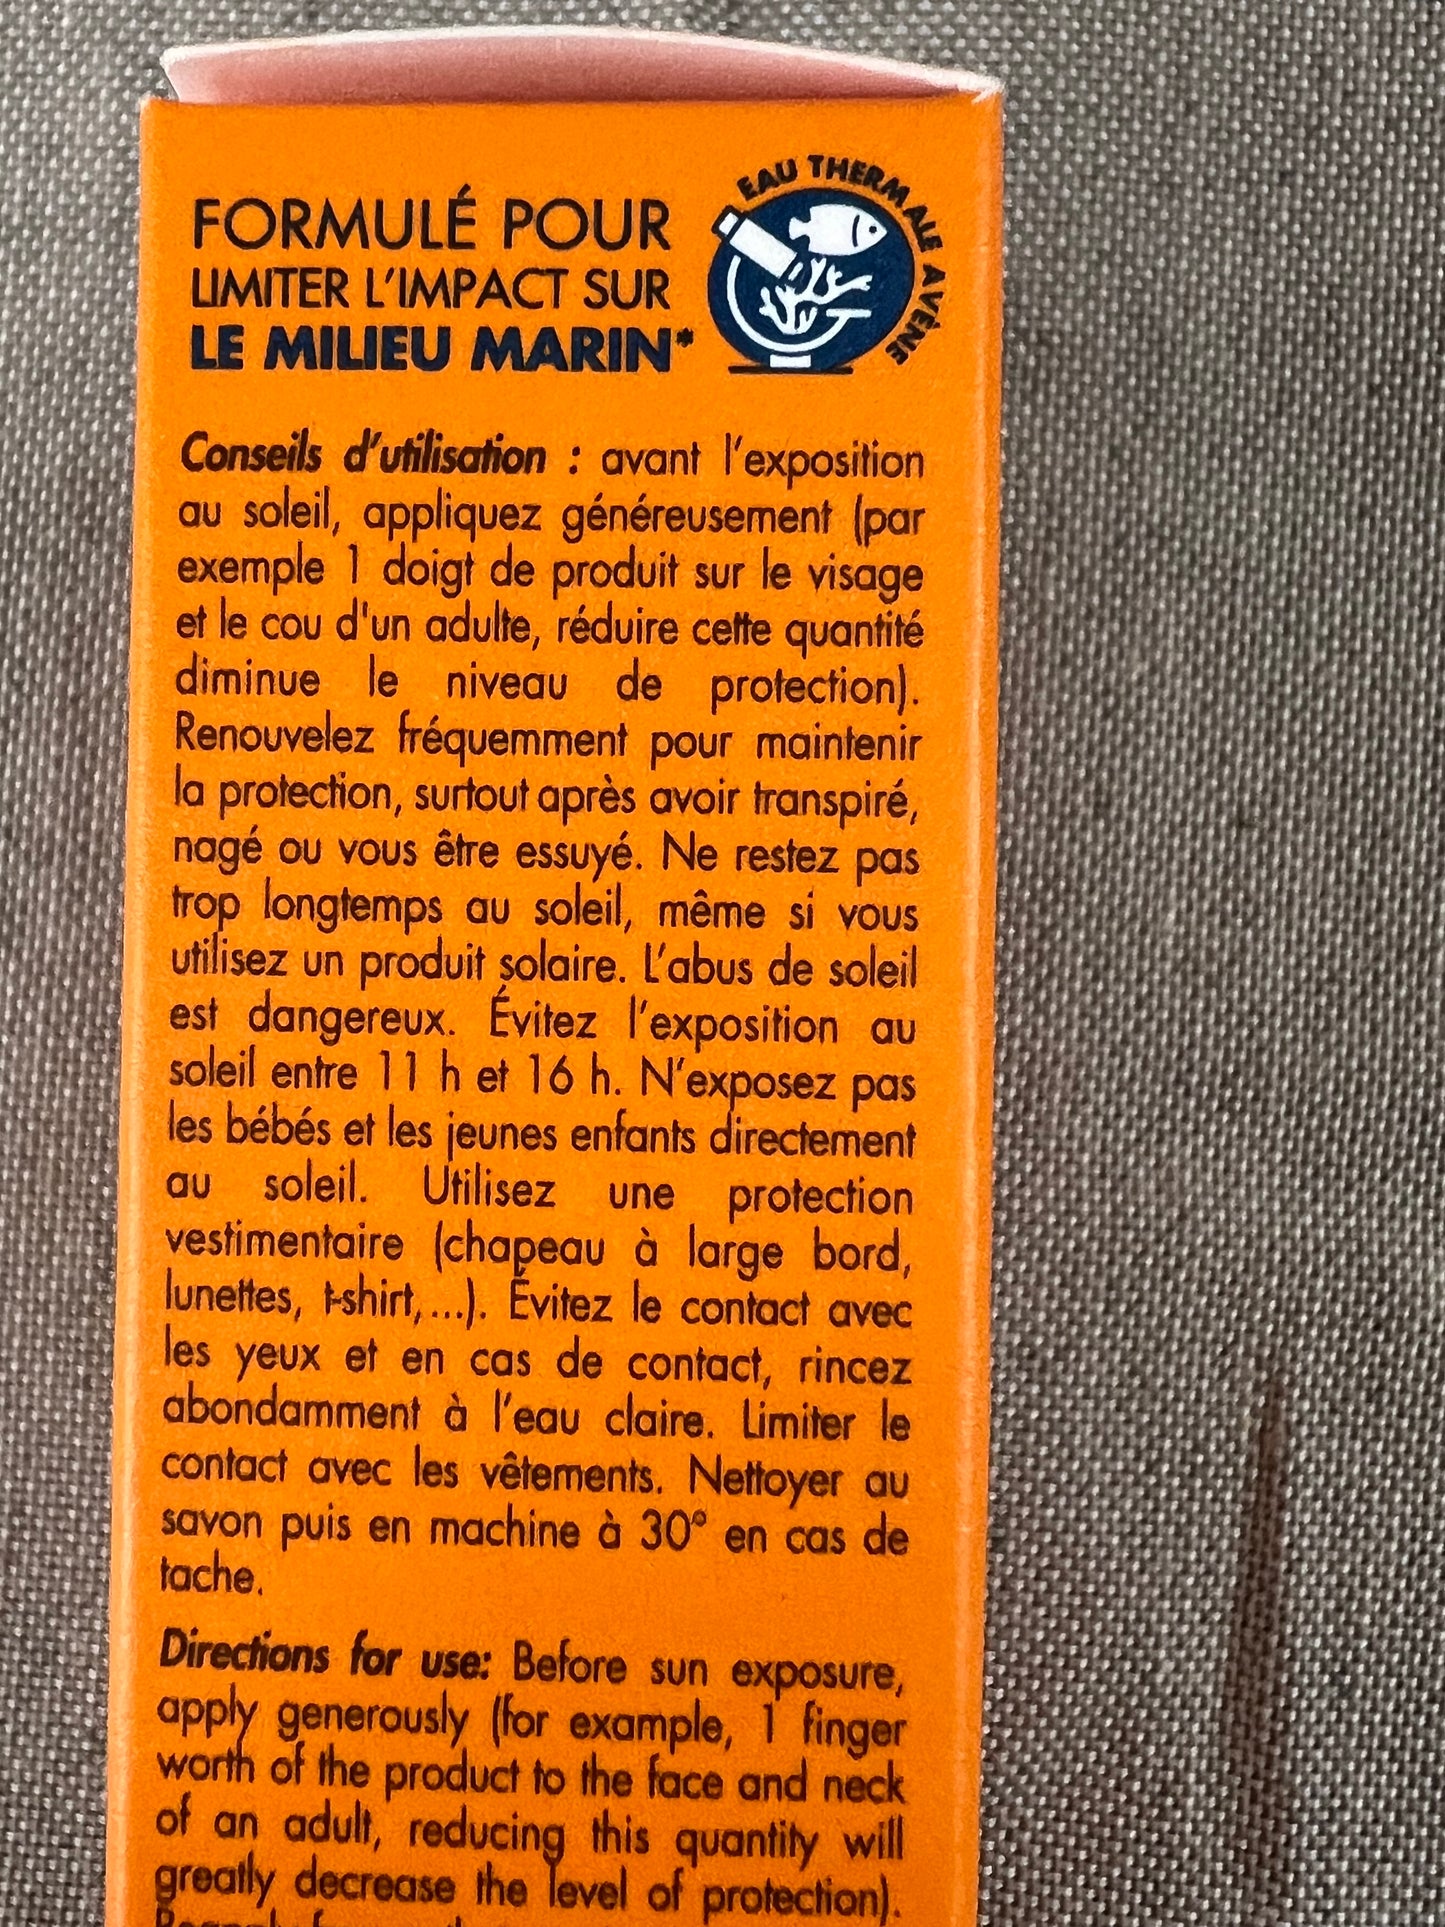 EAU THERMALE AVÈNE
FORMULÉ POUR
LIMITER L'IMPACT SUR
LE MILIEU MARIN*
Conseils d'utilisation : avant l'exposition
au soleil, appliquez généreusement (par
exemple 1 doigt de produit sur le visage
et le cou d'un adulte, réduire cette quantité
diminue le niveau de protection).
Renouvelez fréquemment pour maintenir
la protection, surtout après avoir transpiré,
nagé ou vous être essuyé. Ne restez pas
trop longtemps au soleil, même si vous
utilisez un produit solaire. L'abus de soleil
est dangereux. Évitez l'exposition au
soleil entre 11 h et 16 h. N'exposez pas
les bébés et les jeunes enfants directement
au soleil. Utilisez une protection
vestimentaire (chapeau à large bord,
lunettes, t-shirt,...). Évitez le contact avec
les yeux et en cas de contact, rincez
abondamment à l'eau claire. Limiter le
contact avec les vêtements. Nettoyer au
savon puis en machine à 30° en cas de
tache.
Directions for use: Before sun exposure,
apply generously (for example, 1 finger
worth of the product to the face and neck
of an adult, reducing this quantity will
greatly decrease the level of protection).